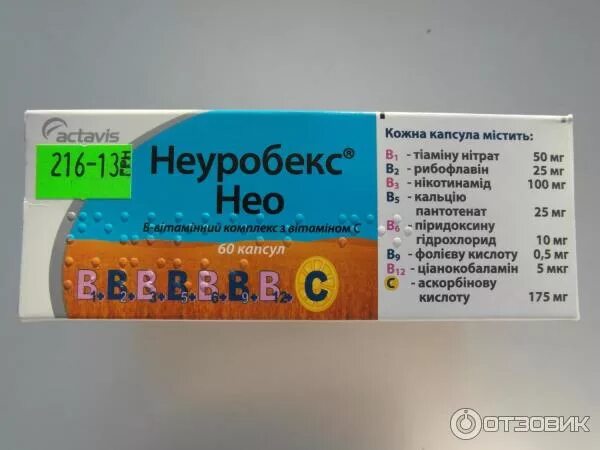 actavis
216-13 ГРН
Неуробекс®
Нео
В-вітамінний комплекс з вітаміном С
60 капсул
B1+ B2+ B3+ B5+ B6+ B9+ B12+ C
Кожна капсула містить:
B1 - тіаміну нітрат 50 мг
B2 - рибофлавін 25 мг
B3 - нікотинамід 100 мг
B5 - кальцію
пантотенат 25 мг
B6 - піридоксину
гідрохлорид 10 мг
B9 - фолієву кислоту 0,5 мг
B12 - ціанокобаламін 5 мкг
C - аскорбінову
кислоту 175 мг
ОТЗОВИК